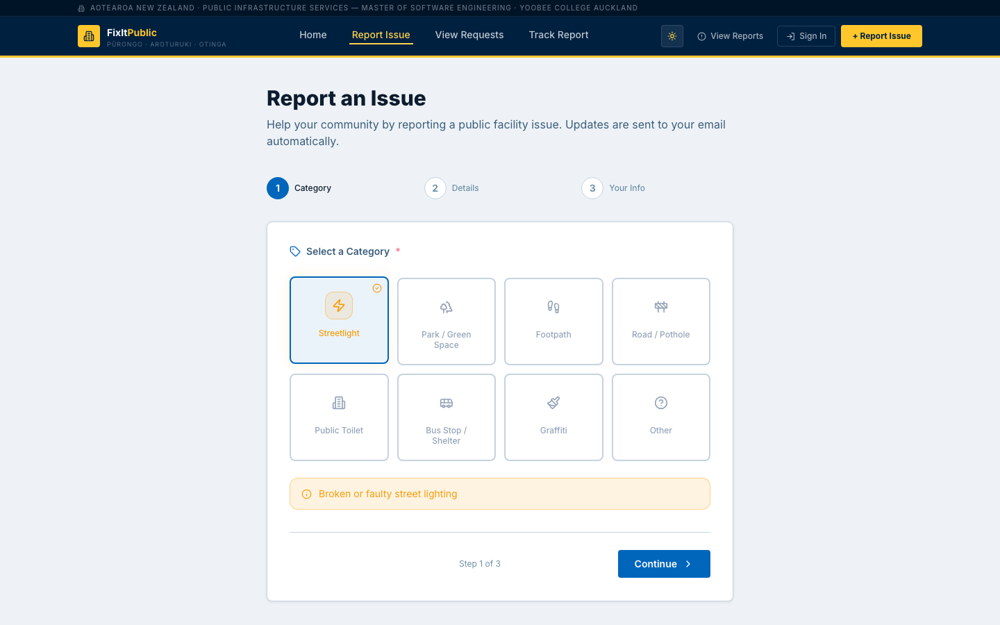 AOTEAROA NEW ZEALAND · PUBLIC INFRASTRUCTURE SERVICES — MASTER OF SOFTWARE ENGINEERING · YOOBEE COLLEGE AUCKLAND
FixItPublic
PŪRONGO · AROTURUKI · OTINGA
Home
Report Issue
View Requests
Track Report
View Reports
Sign In
+ Report Issue
Report an Issue
Help your community by reporting a public facility issue. Updates are sent to your email
automatically.
1 Category
2 Details
3 Your Info
Select a Category *
Streetlight
Park / Green
Space
Footpath
Road / Pothole
Public Toilet
Bus Stop /
Shelter
Graffiti
Other
Broken or faulty street lighting
Step 1 of 3
Continue